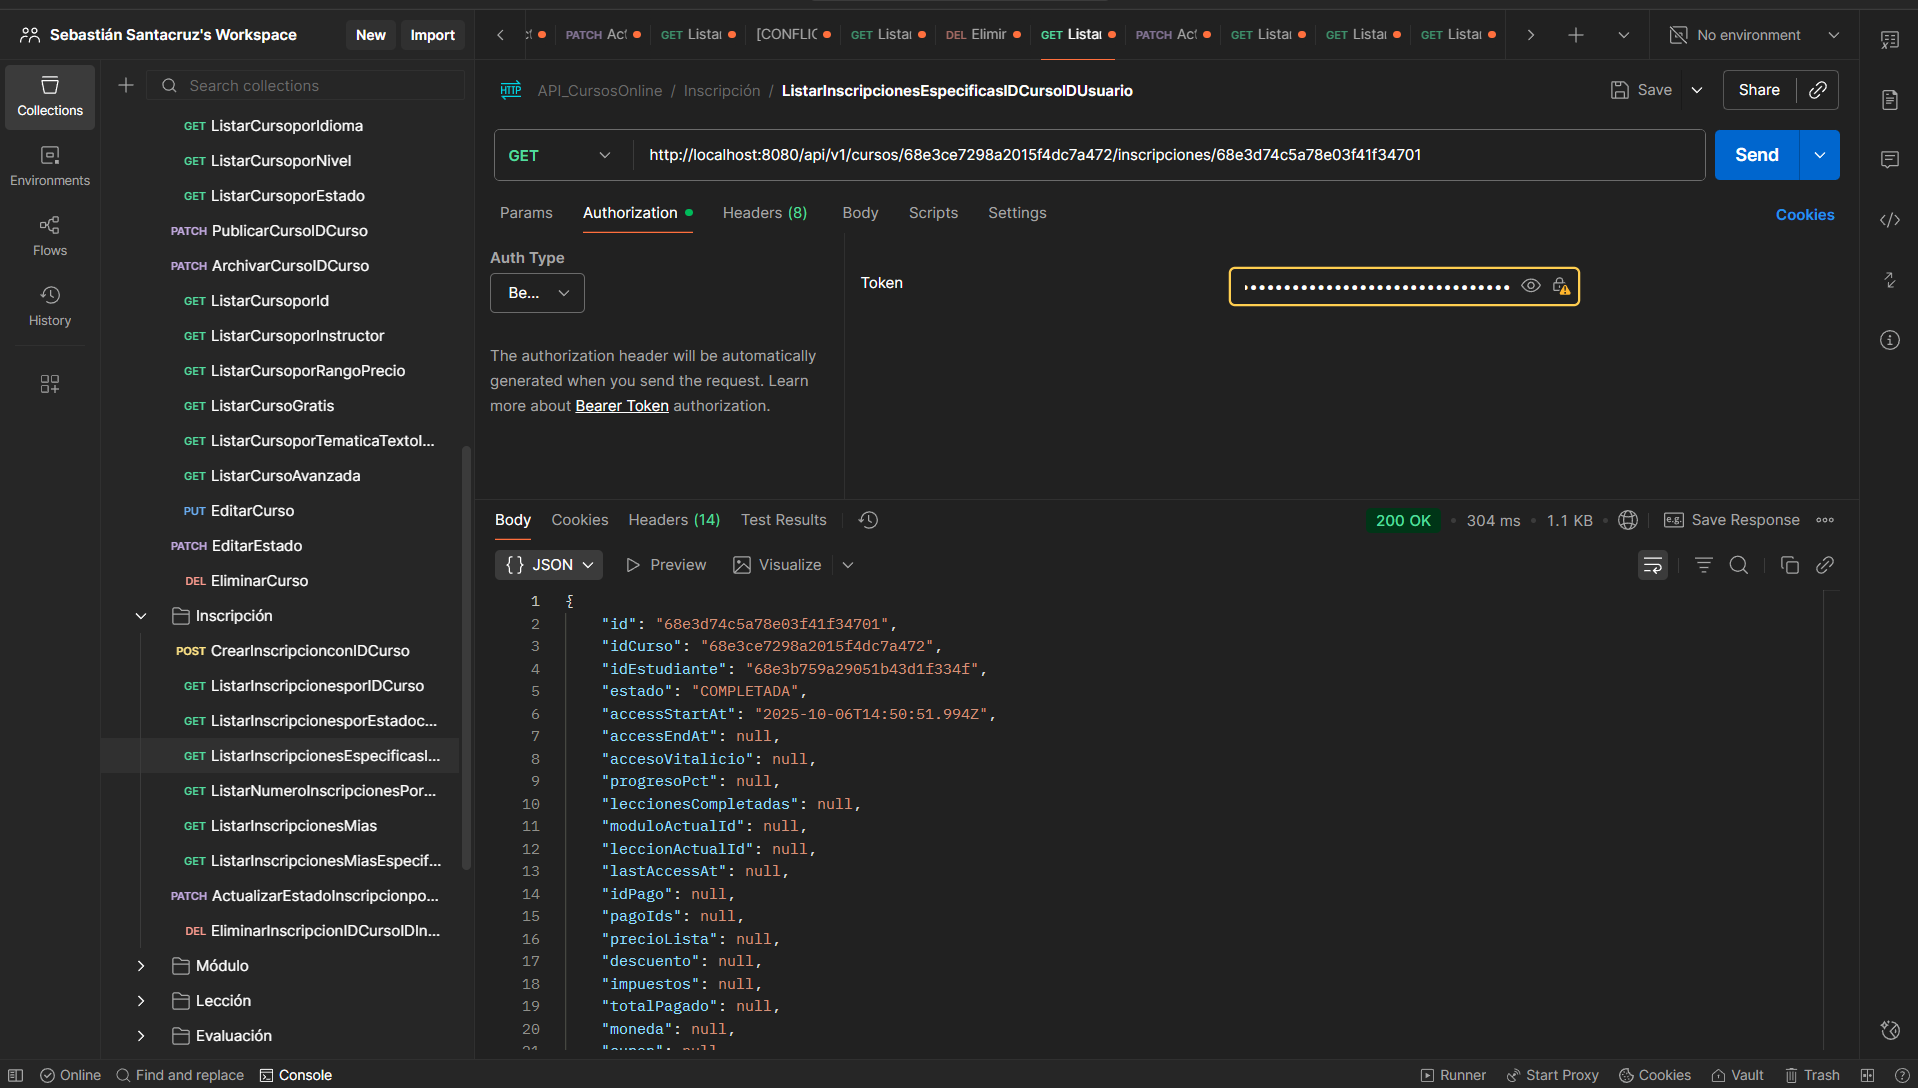 Sebastián Santacruz's Workspace
New
Import
PATCH Act
GET Listar
[CONFLIC
GET Listar
DEL Elimir
GET Listar
PATCH Act
GET Listar
GET Listar
GET Listar
No environment
Collections
Environments
Flows
History
Search collections
GET ListarCursoporIdioma
GET ListarCursoporNivel
GET ListarCursoporEstado
PATCH PublicarCursoIDCurso
PATCH ArchivarCursoIDCurso
GET ListarCursoporId
GET ListarCursoporInstructor
GET ListarCursoporRangoPrecio
GET ListarCursoGratis
GET ListarCursoporTematicaTextoI...
GET ListarCursoAvanzada
PUT EditarCurso
PATCH EditarEstado
DEL EliminarCurso
Inscripción
POST CrearInscripcionconIDCurso
GET ListarInscripcionesporIDCurso
GET ListarInscripcionesporEstadoc...
GET ListarInscripcionesEspecificasI...
GET ListarNumeroInscripcionesPor...
GET ListarInscripcionesMias
GET ListarInscripcionesMiasEspecif...
PATCH ActualizarEstadoInscripcionpo...
DEL EliminarInscripcionIDCursoIDIn...
Módulo
Lección
Evaluación
HTTP API_CursosOnline / Inscripción / ListarInscripcionesEspecificasIDCursoIDUsuario
Save
Share
GET
http://localhost:8080/api/v1/cursos/68e3ce7298a2015f4dc7a472/inscripciones/68e3d74c5a78e03f41f34701
Send
Params
Authorization
Headers (8)
Body
Scripts
Settings
Cookies
Auth Type
Be...
The authorization header will be automatically
generated when you send the request. Learn
more about Bearer Token authorization.
Token
Body
Cookies
Headers (14)
Test Results
200 OK
304 ms
1.1 KB
e.g. Save Response
{} JSON
Preview
Visualize
1 {
2 "id": "68e3d74c5a78e03f41f34701",
3 "idCurso": "68e3ce7298a2015f4dc7a472",
4 "idEstudiante": "68e3b759a29051b43d1f334f",
5 "estado": "COMPLETADA",
6 "accessStartAt": "2025-10-06T14:50:51.994Z",
7 "accessEndAt": null,
8 "accesoVitalicio": null,
9 "progresoPct": null,
10 "leccionesCompletadas": null,
11 "moduloActualId": null,
12 "leccionActualId": null,
13 "lastAccessAt": null,
14 "idPago": null,
15 "pagoIds": null,
16 "precioLista": null,
17 "descuento": null,
18 "impuestos": null,
19 "totalPagado": null,
20 "moneda": null,
Online
Find and replace
Console
Runner
Start Proxy
Cookies
Vault
Trash